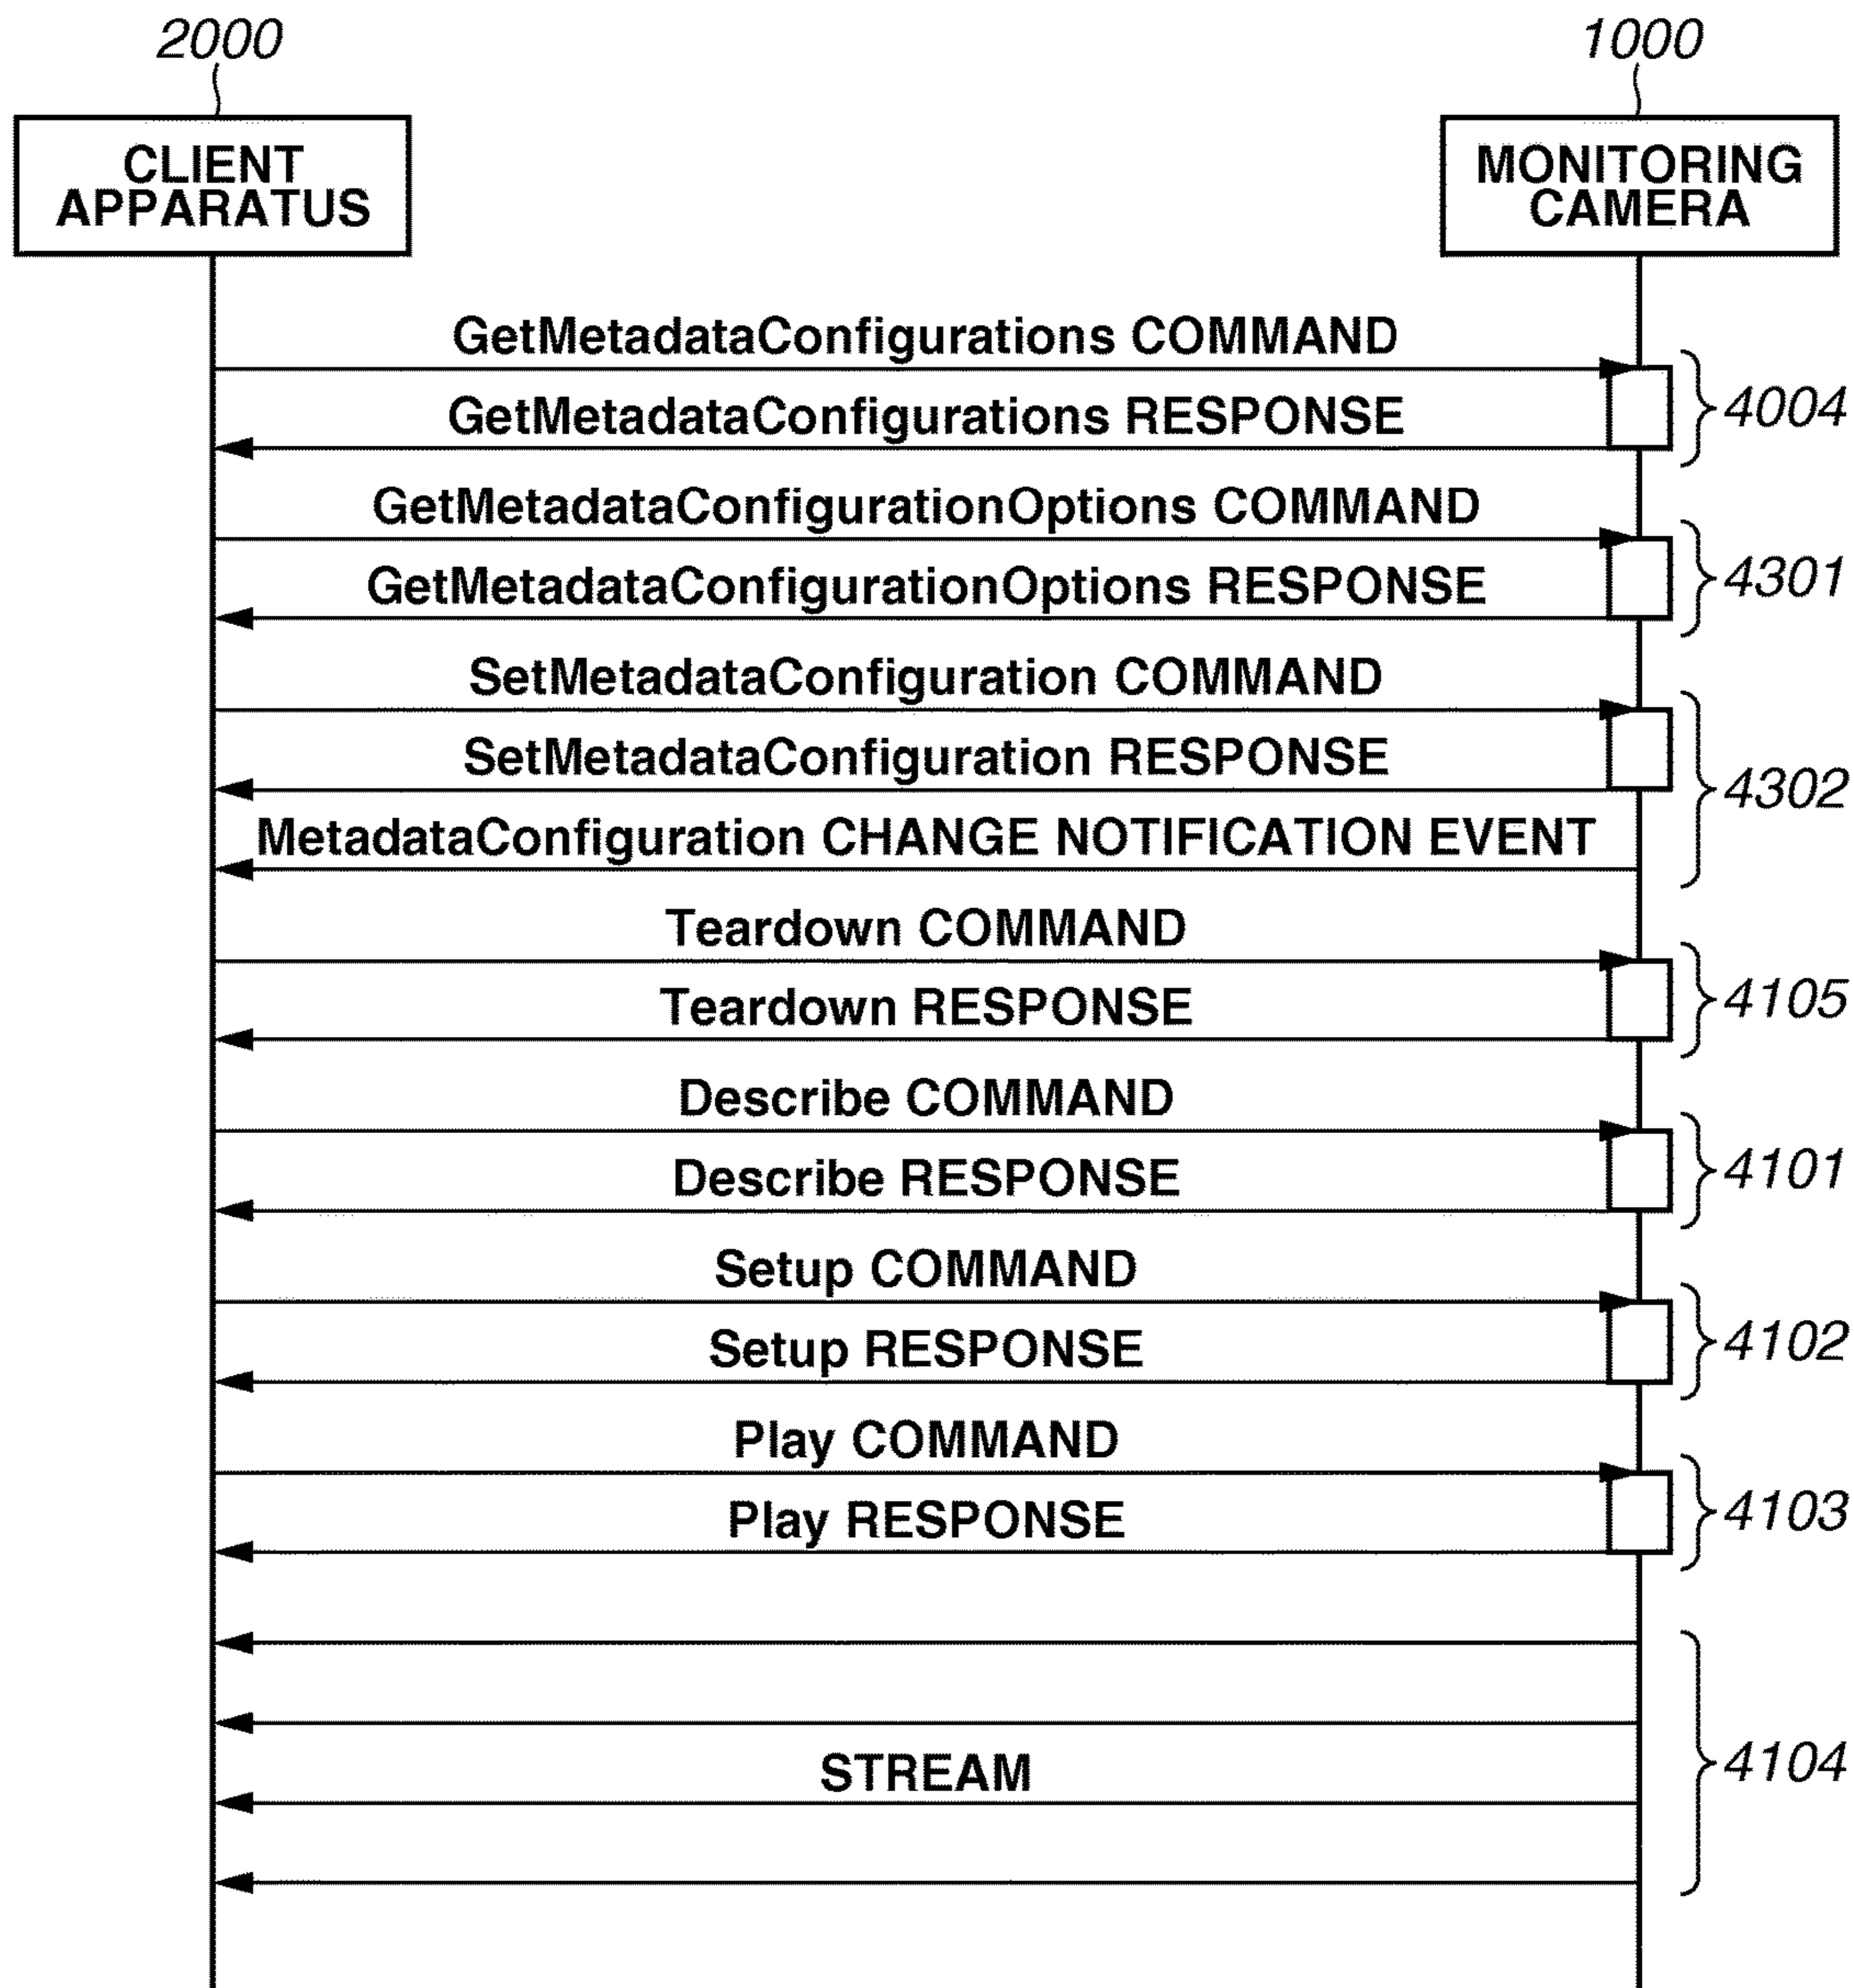 2000
1000
CLIENT
APPARATUS
MONITORING
CAMERA
GetMetadataConfigurations COMMAND
GetMetadataConfigurations RESPONSE
4004
GetMetadataConfigurationOptions COMMAND
GetMetadataConfigurationOptions RESPONSE
4301
SetMetadataConfiguration COMMAND
SetMetadataConfiguration RESPONSE
4302
MetadataConfiguration CHANGE NOTIFICATION EVENT
Teardown COMMAND
Teardown RESPONSE
4105
Describe COMMAND
Describe RESPONSE
4101
Setup COMMAND
Setup RESPONSE
4102
Play COMMAND
Play RESPONSE
4103
STREAM
4104